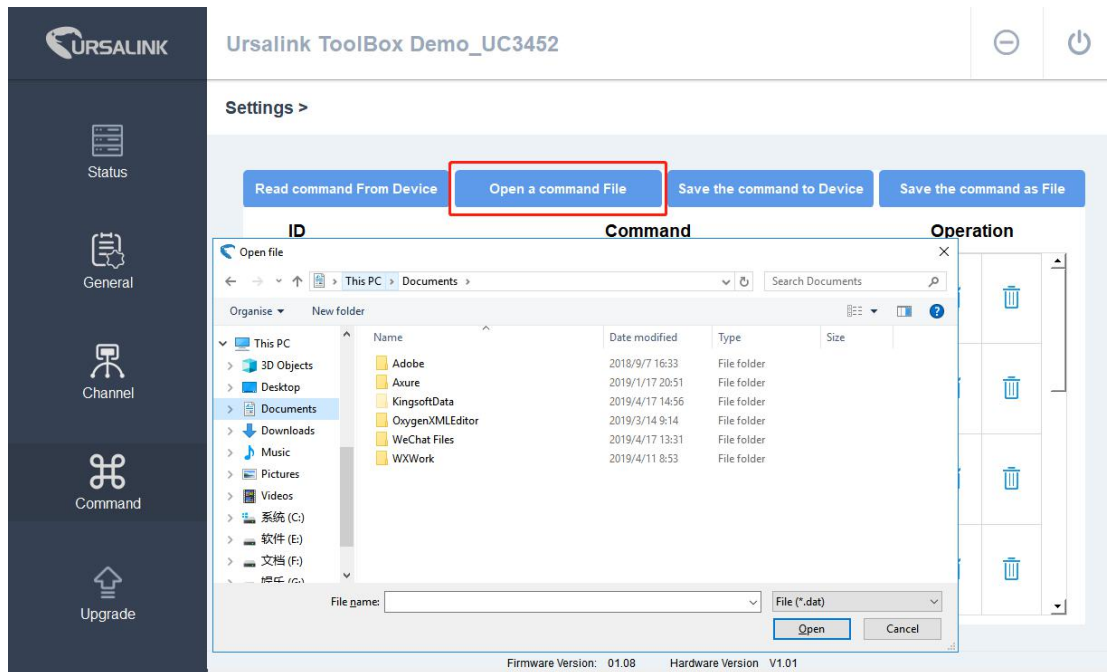 URSALINK
Ursalink ToolBox Demo_UC3452
Settings >
Status
General
Channel
Command
Upgrade
Read command From Device
Open a command File
Save the command to Device
Save the command as File
ID Command Operation
Open file
This PC > Documents >
Search Documents
Organise New folder
Name Date modified Type Size
This PC
3D Objects
Desktop
Documents
Downloads
Music
Pictures
Videos
系统 (C:)
软件 (E:)
文档 (F:)
Adobe 2018/9/7 16:33 File folder
Axure 2019/1/17 20:51 File folder
KingsoftData 2019/4/17 14:56 File folder
OxygenXMLEditor 2019/3/14 9:14 File folder
WeChat Files 2019/4/17 13:31 File folder
WXWork 2019/4/11 8:53 File folder
File name:
File (*.dat)
Open Cancel
Firmware Version: 01.08 Hardware Version V1.01